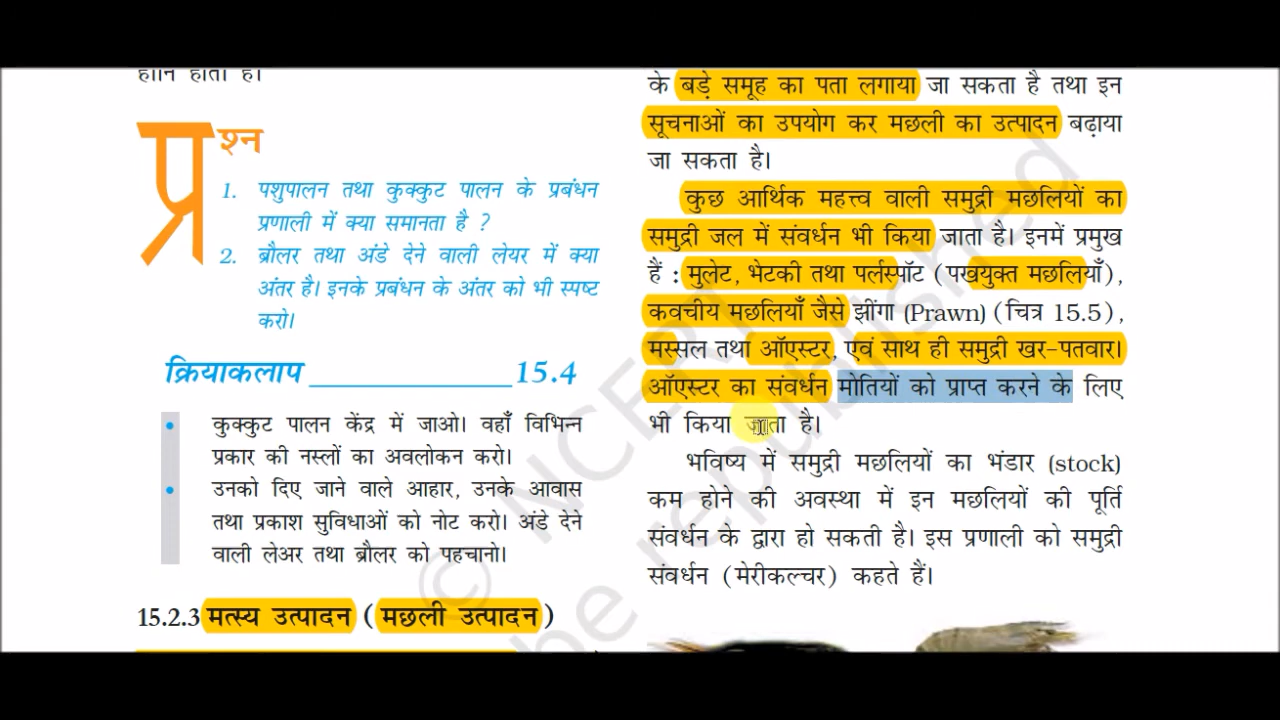 हानि होती है।
प्रश्न
1. पशुपालन तथा कुक्कुट पालन के प्रबंधन
प्रणाली में क्या समानता है ?
2. ब्रौलर तथा अंडे देने वाली लेयर में क्या
अंतर है। इनके प्रबंधन के अंतर को भी स्पष्ट
करो।
क्रियाकलाप ______________ 15.4
• कुक्कुट पालन केंद्र में जाओ। वहाँ विभिन्न
प्रकार की नस्लों का अवलोकन करो।
• उनको दिए जाने वाले आहार, उनके आवास
तथा प्रकाश सुविधाओं को नोट करो। अंडे देने
वाली लेअर तथा ब्रौलर को पहचानो।
15.2.3 मत्स्य उत्पादन (मछली उत्पादन)
के बड़े समूह का पता लगाया जा सकता है तथा इन
सूचनाओं का उपयोग कर मछली का उत्पादन बढ़ाया
जा सकता है।
कुछ आर्थिक महत्त्व वाली समुद्री मछलियों का
समुद्री जल में संवर्धन भी किया जाता है। इनमें प्रमुख
हैं : मुलेट, भेटकी तथा पर्लस्पॉट (पखयुक्त मछलियाँ),
कवचीय मछलियाँ जैसे झींगा (Prawn) (चित्र 15.5),
मस्सल तथा ऑएस्टर, एवं साथ ही समुद्री खर-पतवार।
ऑएस्टर का संवर्धन मोतियों को प्राप्त करने के लिए
भी किया जाता है।
भविष्य में समुद्री मछलियों का भंडार (stock)
कम होने की अवस्था में इन मछलियों की पूर्ति
संवर्धन के द्वारा हो सकती है। इस प्रणाली को समुद्री
संवर्धन (मेरीकल्चर) कहते हैं।
© NCERT
be republished